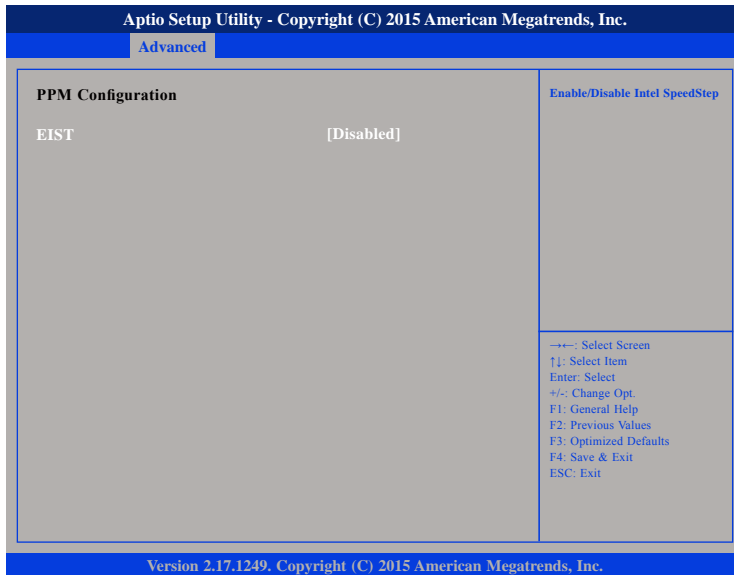 Aptio Setup Utility - Copyright (C) 2015 American Megatrends, Inc.
Advanced
PPM Configuration
EIST [Disabled]
Enable/Disable Intel SpeedStep
→←: Select Screen
↑↓: Select Item
Enter: Select
+/-: Change Opt.
F1: General Help
F2: Previous Values
F3: Optimized Defaults
F4: Save & Exit
ESC: Exit
Version 2.17.1249. Copyright (C) 2015 American Megatrends, Inc.